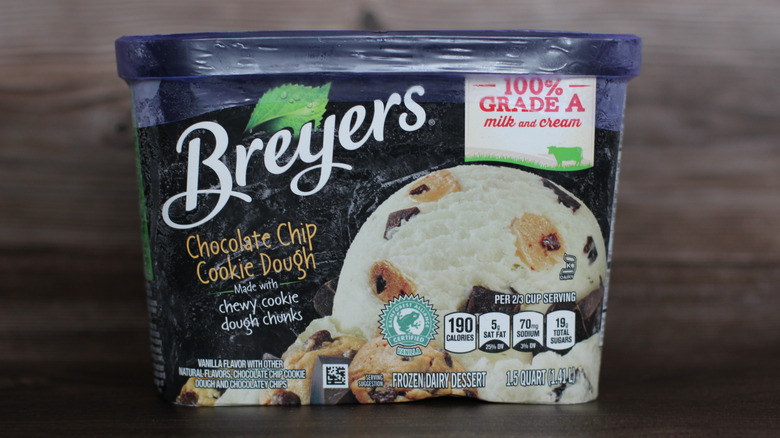 100%
GRADE A
milk and cream
Breyers®
Chocolate Chip
Cookie Dough
Made with
chewy cookie
dough chunks
PER 2/3 CUP SERVING
190
CALORIES
5g
SAT FAT
25% DV
70mg
SODIUM
3% DV
19g
TOTAL
SUGARS
CERTIFIED
VANILLA
VANILLA FLAVOR WITH OTHER
NATURAL FLAVORS, CHOCOLATE CHIP COOKIE
DOUGH AND CHOCOLATEY CHIPS
SERVING
SUGGESTION
FROZEN DAIRY DESSERT
1.5 QUART (1.41L)